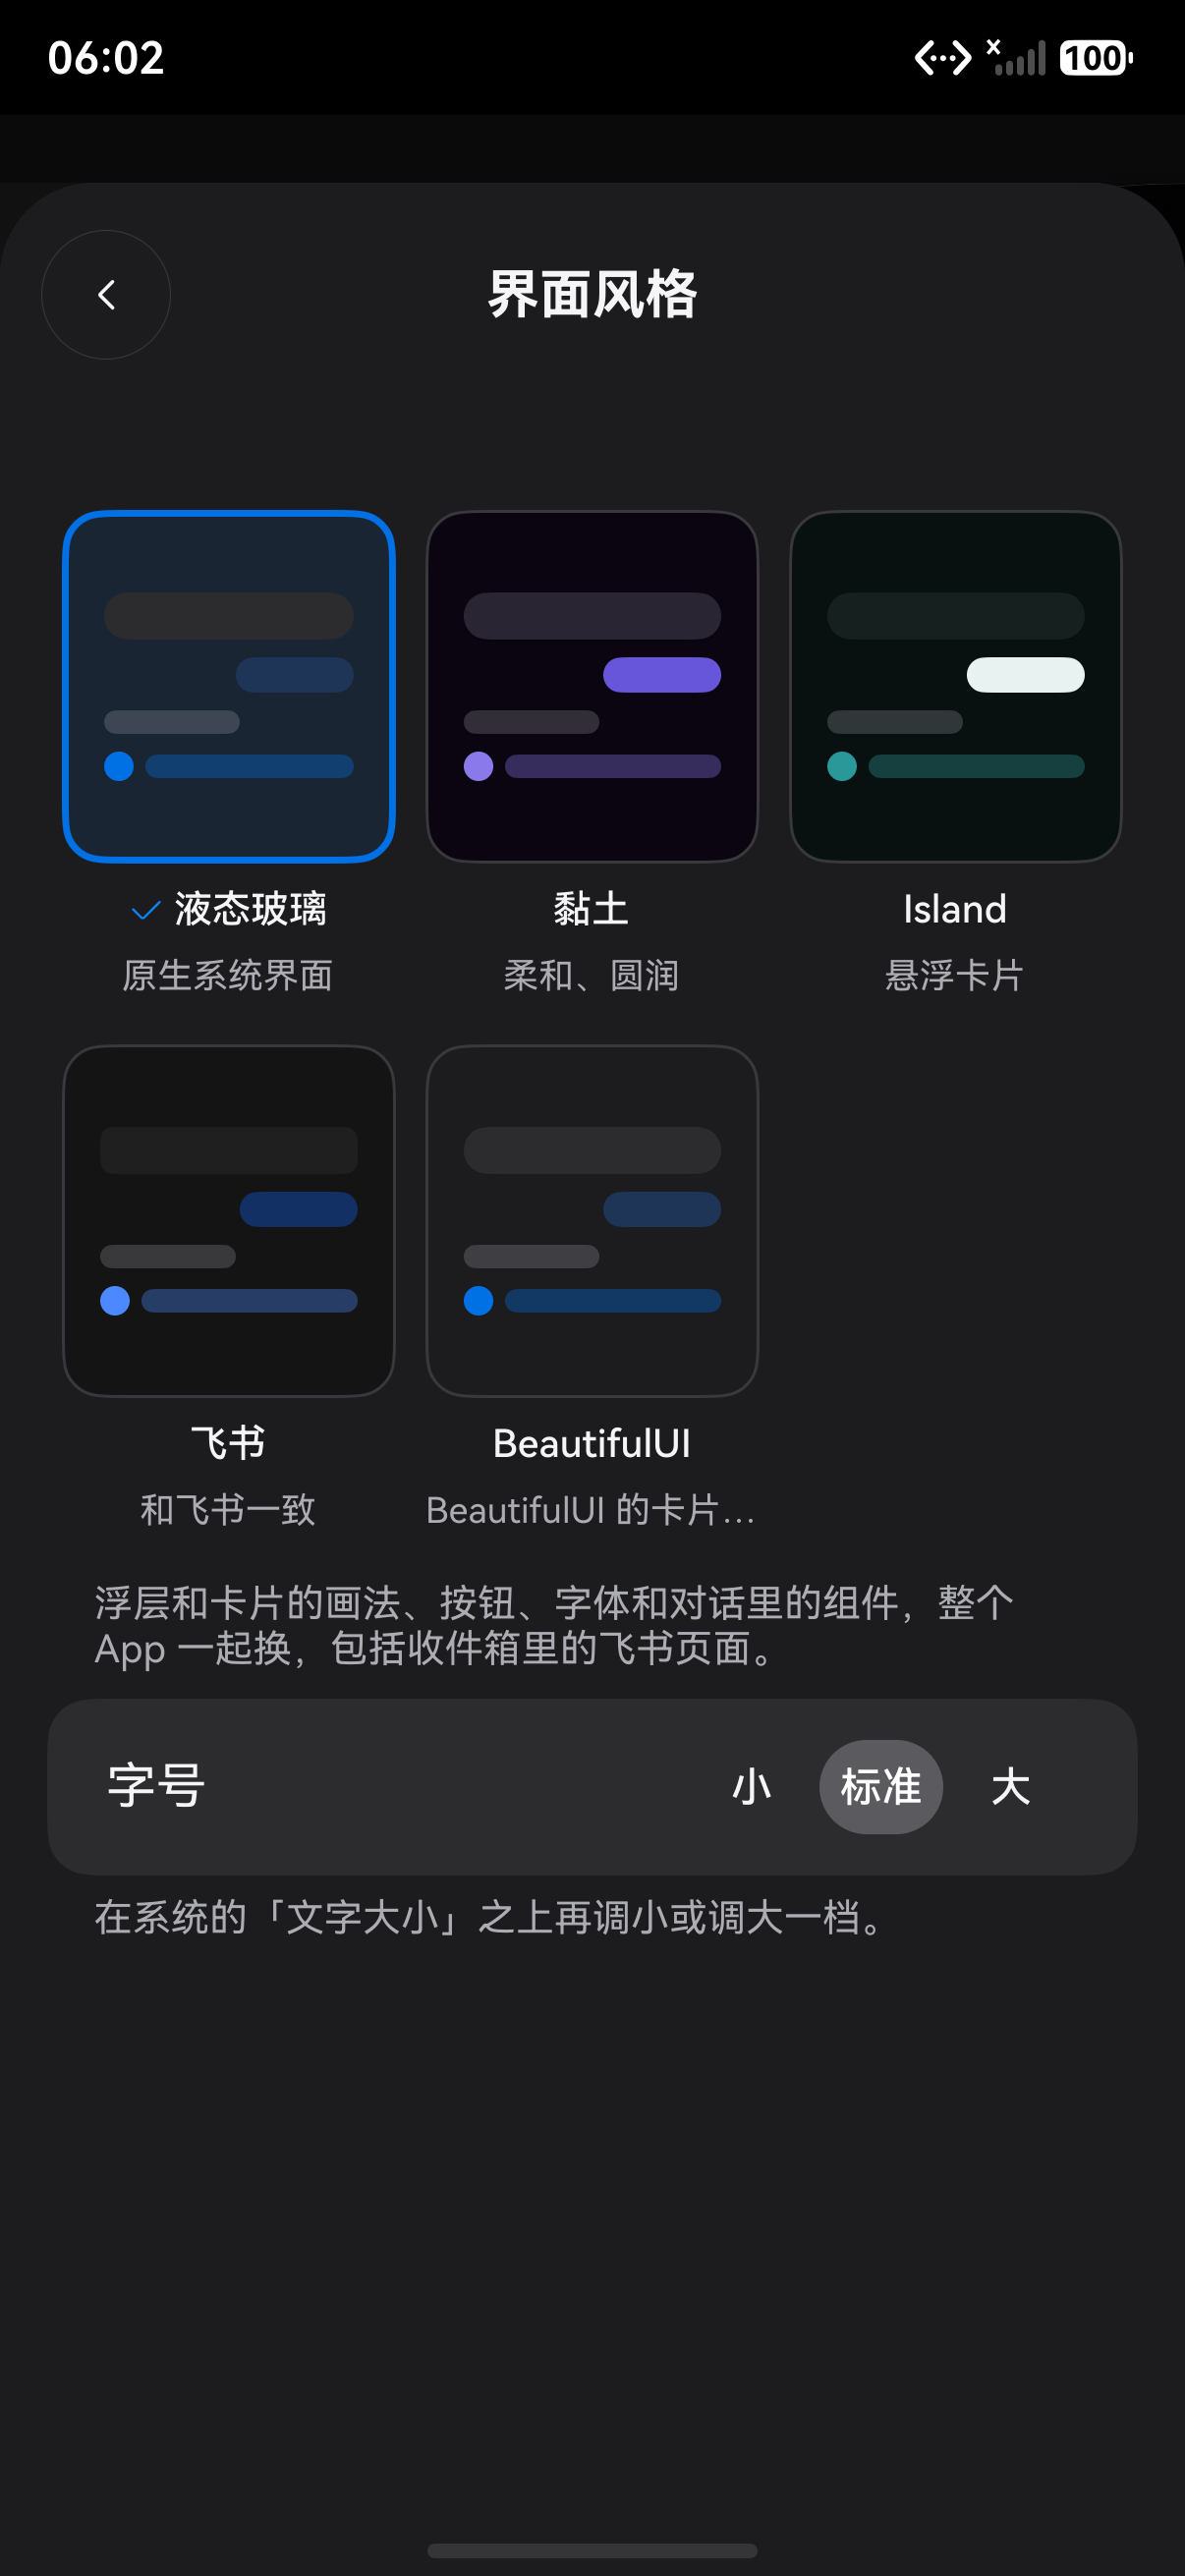 06:02
100
界面风格
液态玻璃
黏土
Island
原生系统界面
柔和、圆润
悬浮卡片
飞书
BeautifulUI
和飞书一致
BeautifulUI 的卡片…
浮层和卡片的画法、按钮、字体和对话里的组件，整个
App 一起换，包括收件箱里的飞书页面。
字号
小
标准
大
在系统的「文字大小」之上再调小或调大一档。